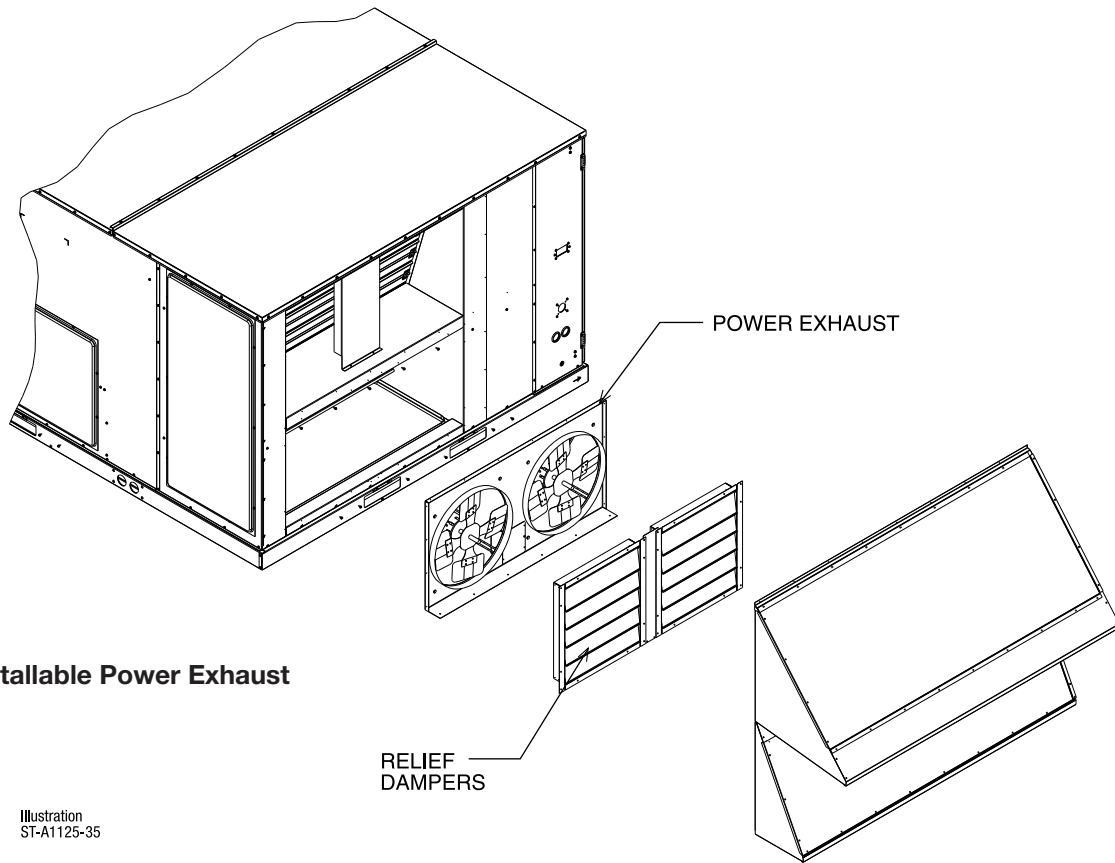 POWER EXHAUST
tallable Power Exhaust
RELIEF
DAMPERS
Illustration
ST-A1125-35